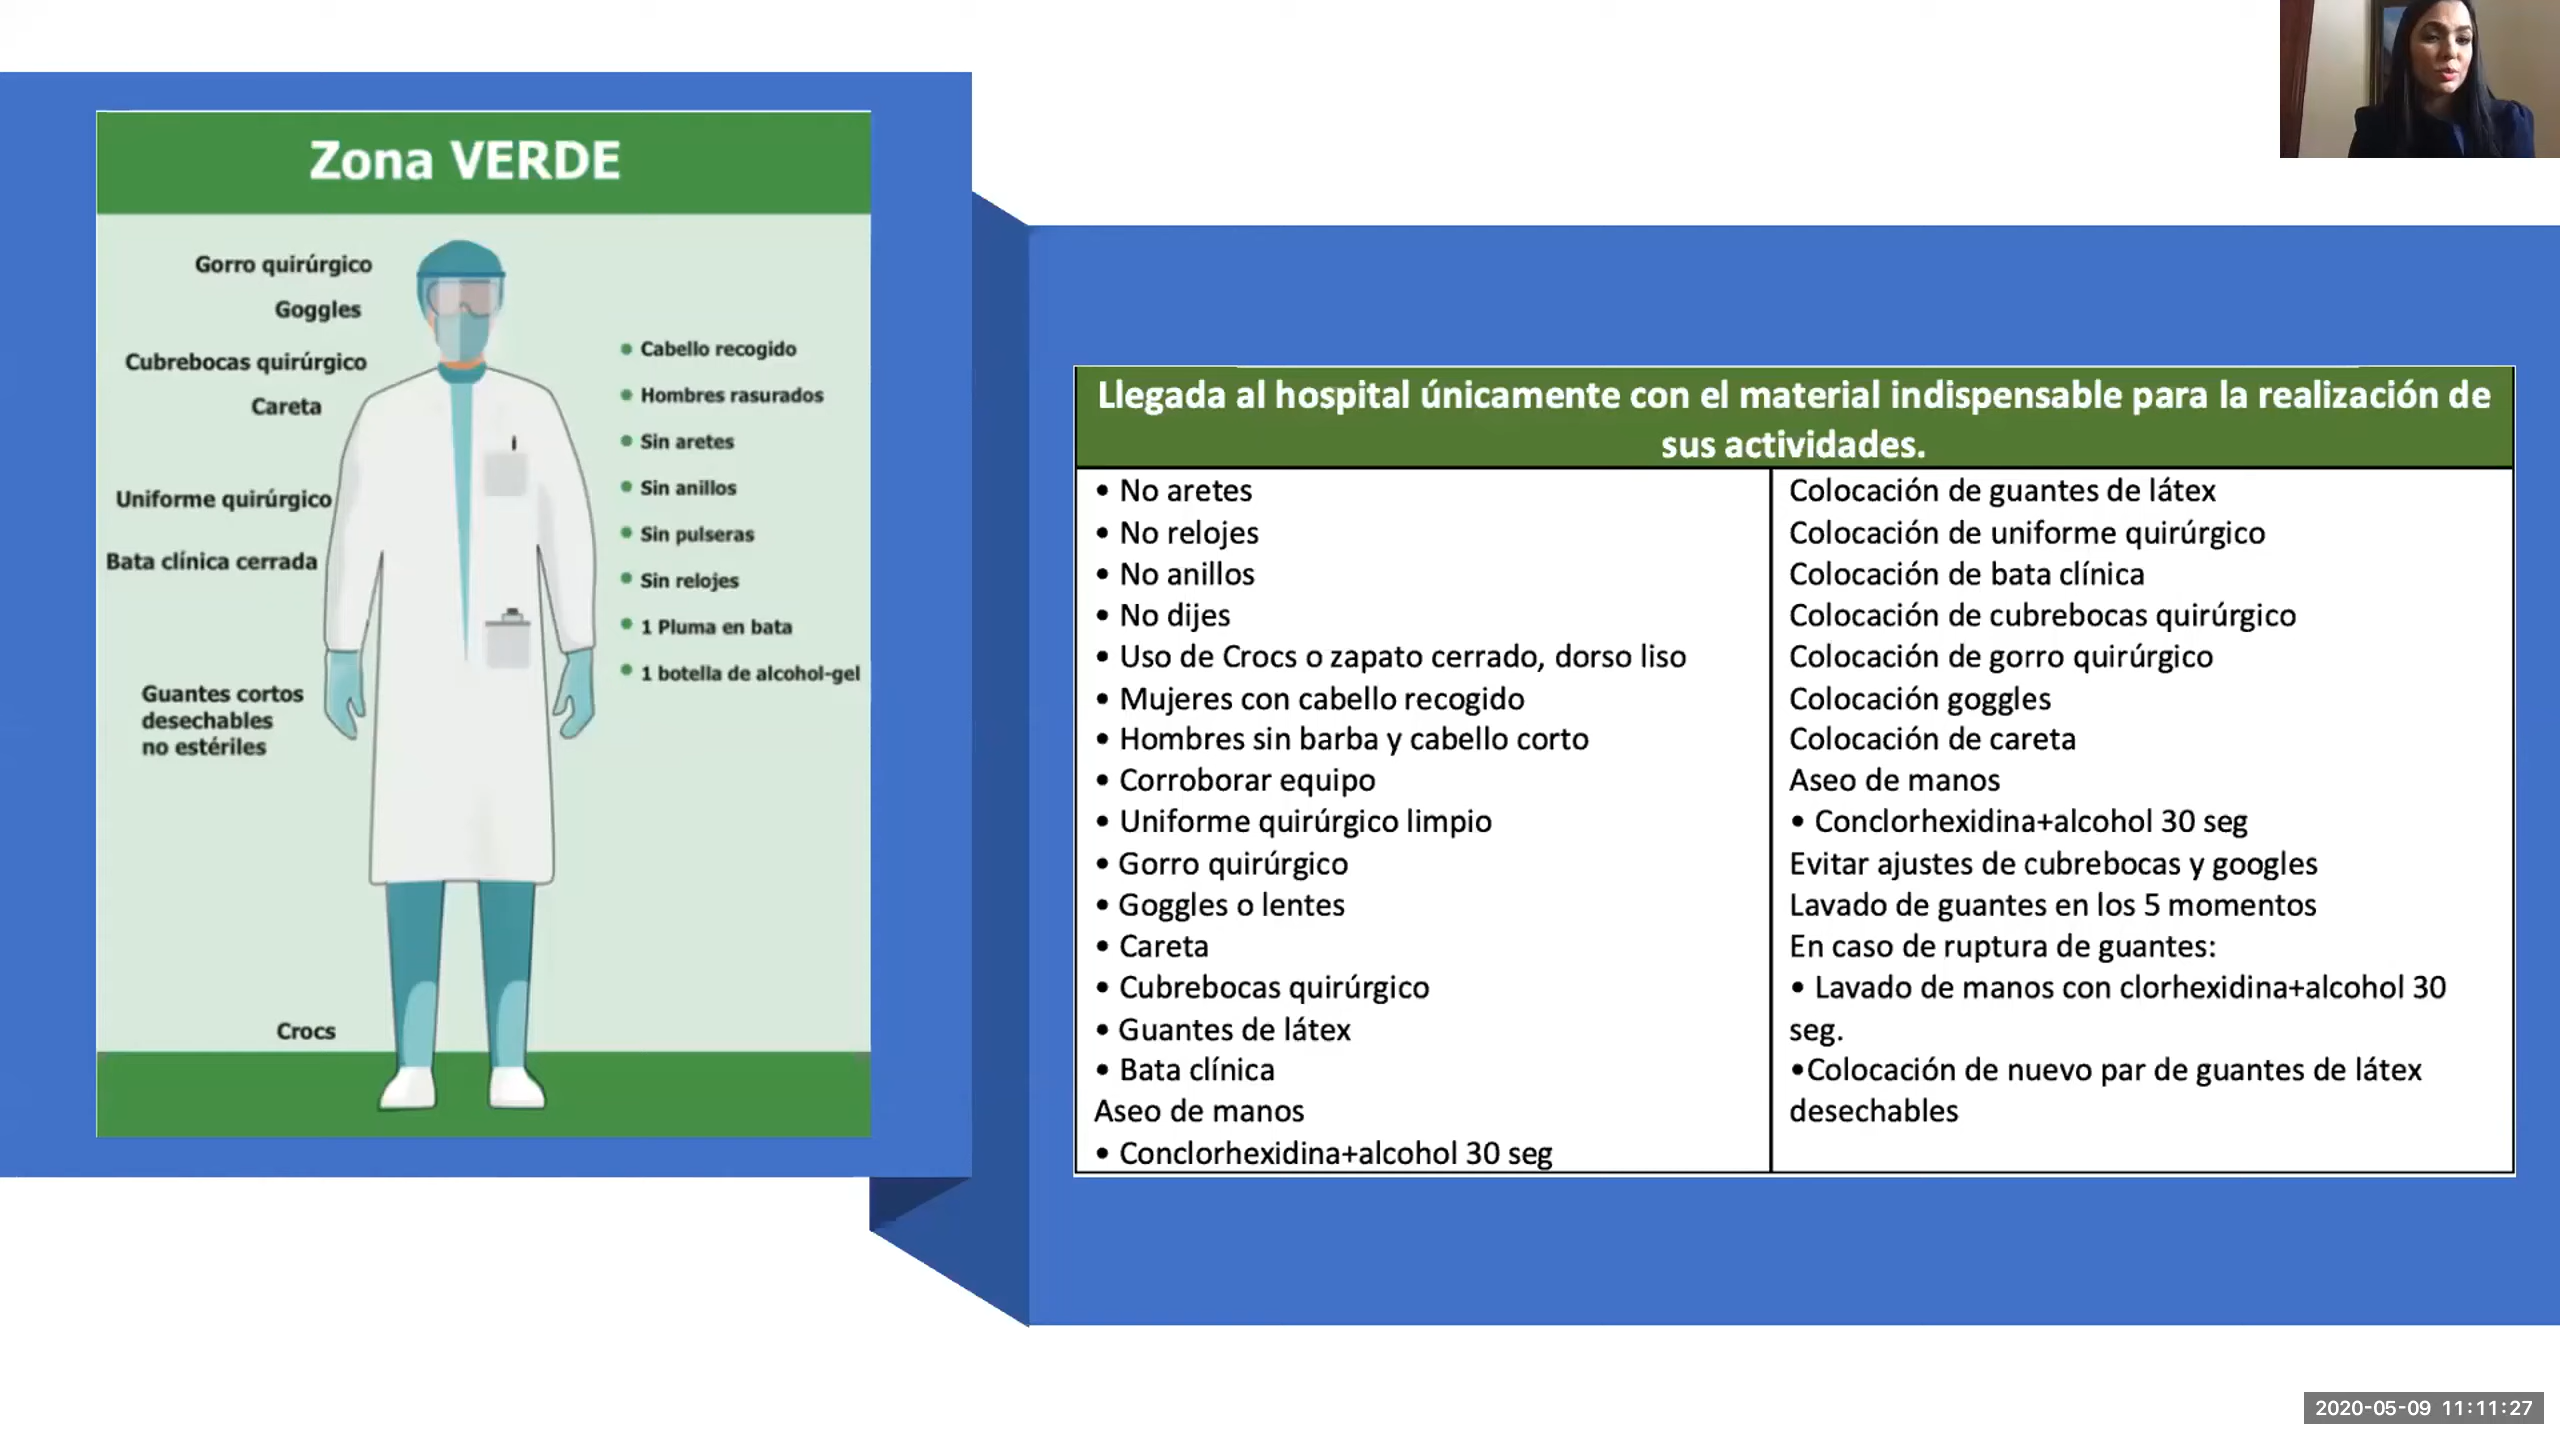 Zona VERDE
Gorro quirúrgico
Goggles
Cubrebocas quirúrgico
Careta
Uniforme quirúrgico
Bata clínica cerrada
Guantes cortos
desechables
no estériles
Crocs
• Cabello recogido
• Hombres rasurados
• Sin aretes
• Sin anillos
• Sin pulseras
• Sin relojes
• 1 Pluma en bata
• 1 botella de alcohol-gel
Llegada al hospital únicamente con el material indispensable para la realización de
sus actividades.
• No aretes
• No relojes
• No anillos
• No dijes
• Uso de Crocs o zapato cerrado, dorso liso
• Mujeres con cabello recogido
• Hombres sin barba y cabello corto
• Corroborar equipo
• Uniforme quirúrgico limpio
• Gorro quirúrgico
• Goggles o lentes
• Careta
• Cubrebocas quirúrgico
• Guantes de látex
• Bata clínica
Aseo de manos
• Conclorhexidina+alcohol 30 seg
Colocación de guantes de látex
Colocación de uniforme quirúrgico
Colocación de bata clínica
Colocación de cubrebocas quirúrgico
Colocación de gorro quirúrgico
Colocación goggles
Colocación de careta
Aseo de manos
• Conclorhexidina+alcohol 30 seg
Evitar ajustes de cubrebocas y googles
Lavado de guantes en los 5 momentos
En caso de ruptura de guantes:
• Lavado de manos con clorhexidina+alcohol 30
seg.
•Colocación de nuevo par de guantes de látex
desechables
2020-05-09 11:11:27